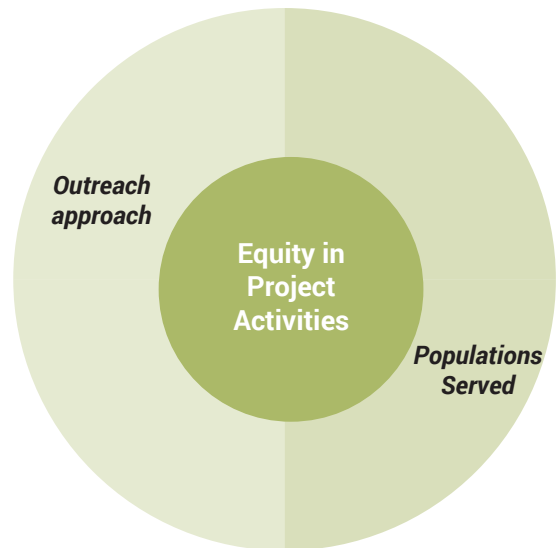 Outreach
approach
Equity in
Project
Activities
Populations
Served